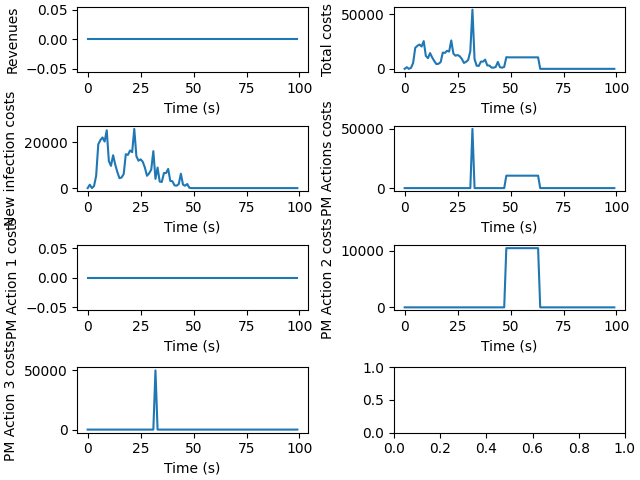 Revenues
0.05
0.00
−0.05
0 25 50 75 100
Time (s)
Total costs
50000
0
0 25 50 75 100
Time (s)
New infection costs
20000
0
0 25 50 75 100
Time (s)
PM Actions costs
50000
0
0 25 50 75 100
Time (s)
PM Action 1 costs
0.05
0.00
−0.05
0 25 50 75 100
Time (s)
PM Action 2 costs
10000
0
0 25 50 75 100
Time (s)
PM Action 3 costs
50000
0
0 25 50 75 100
Time (s)
1.0
0.5
0.0
0.0 0.2 0.4 0.6 0.8 1.0